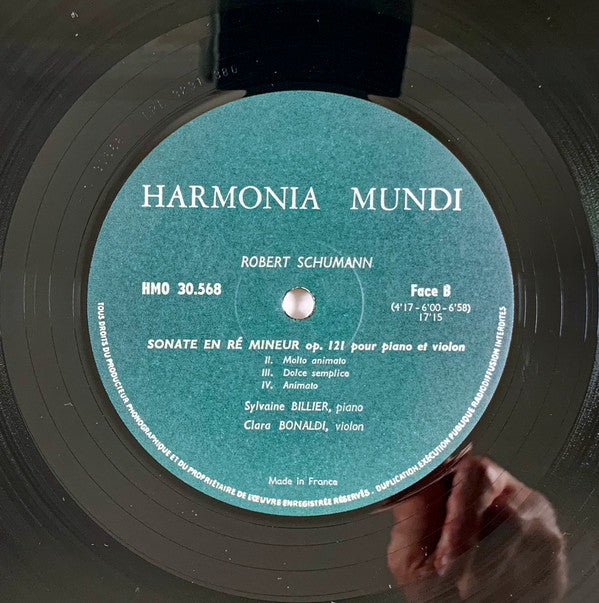 HARMONIA MUNDI
ROBERT SCHUMANN
HMO 30.568
Face B
(4'17 - 6'00 - 6'58)
17'15
SONATE EN RÉ MINEUR op. 121 pour piano et violon
II. Molto animato
III. Dolce semplice
IV. Animato
Sylvaine BILLIER, piano
Clara BONALDI, violon
Made in France
TOUS DROITS DU PRODUCTEUR PHONOGRAPHIQUE ET DU PROPRIÉTAIRE DE L'ŒUVRE ENREGISTRÉE RÉSERVÉS - DUPLICATION, EXÉCUTION PUBLIQUE RADIODIFFUSION INTERDITES